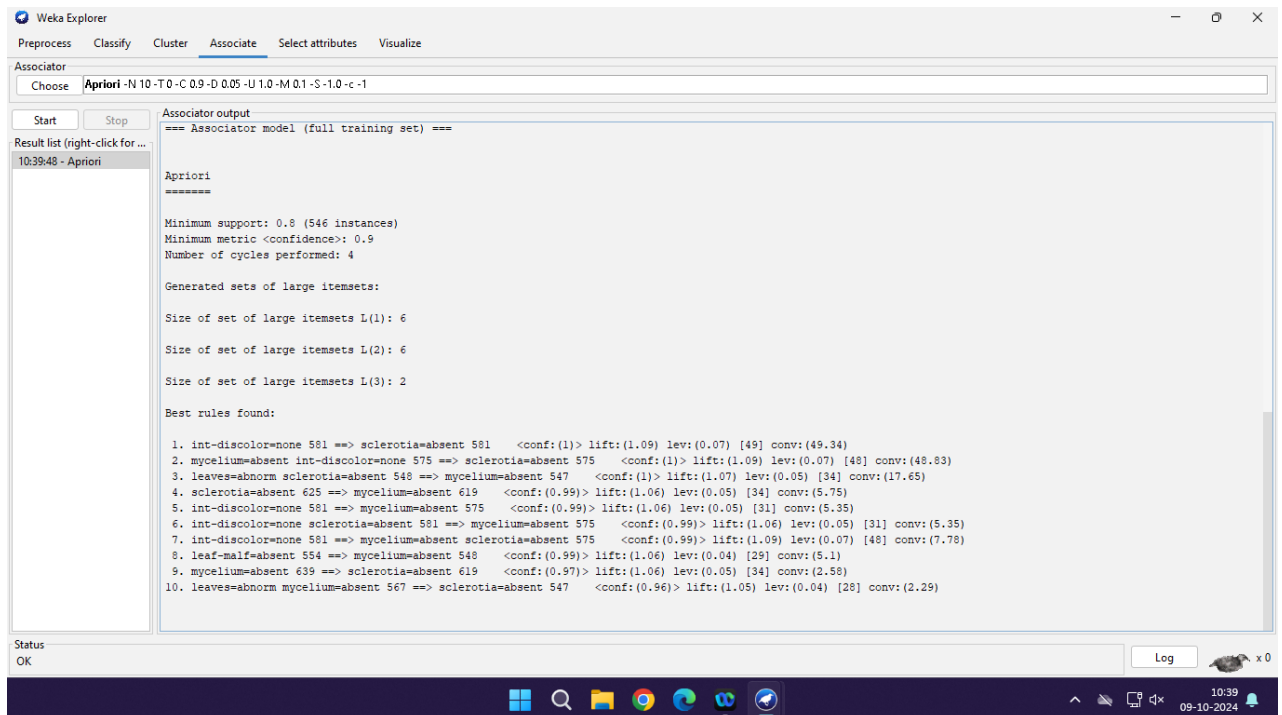 Weka Explorer
Preprocess Classify Cluster Associate Select attributes Visualize
Associator
Choose Apriori -N 10 -T 0 -C 0.9 -D 0.05 -U 1.0 -M 0.1 -S -1.0 -c -1
Start Stop
Result list (right-click for ...
10:39:48 - Apriori
Associator output
=== Associator model (full training set) ===
Apriori
=======
Minimum support: 0.8 (546 instances)
Minimum metric <confidence>: 0.9
Number of cycles performed: 4
Generated sets of large itemsets:
Size of set of large itemsets L(1): 6
Size of set of large itemsets L(2): 6
Size of set of large itemsets L(3): 2
Best rules found:
1. int-discolor=none 581 ==> sclerotia=absent 581 <conf:(1)> lift:(1.09) lev:(0.07) [49] conv:(49.34)
2. mycelium=absent int-discolor=none 575 ==> sclerotia=absent 575 <conf:(1)> lift:(1.09) lev:(0.07) [48] conv:(48.83)
3. leaves=abnorm sclerotia=absent 548 ==> mycelium=absent 547 <conf:(1)> lift:(1.07) lev:(0.05) [34] conv:(17.65)
4. sclerotia=absent 625 ==> mycelium=absent 619 <conf:(0.99)> lift:(1.06) lev:(0.05) [34] conv:(5.75)
5. int-discolor=none 581 ==> mycelium=absent 575 <conf:(0.99)> lift:(1.06) lev:(0.05) [31] conv:(5.35)
6. int-discolor=none sclerotia=absent 581 ==> mycelium=absent 575 <conf:(0.99)> lift:(1.06) lev:(0.05) [31] conv:(5.35)
7. int-discolor=none 581 ==> mycelium=absent sclerotia=absent 575 <conf:(0.99)> lift:(1.09) lev:(0.07) [48] conv:(7.78)
8. leaf-malf=absent 554 ==> mycelium=absent 548 <conf:(0.99)> lift:(1.06) lev:(0.04) [29] conv:(5.1)
9. mycelium=absent 639 ==> sclerotia=absent 619 <conf:(0.97)> lift:(1.06) lev:(0.05) [34] conv:(2.58)
10. leaves=abnorm mycelium=absent 567 ==> sclerotia=absent 547 <conf:(0.96)> lift:(1.05) lev:(0.04) [28] conv:(2.29)
Status
OK
Log
x 0
10:39
09-10-2024